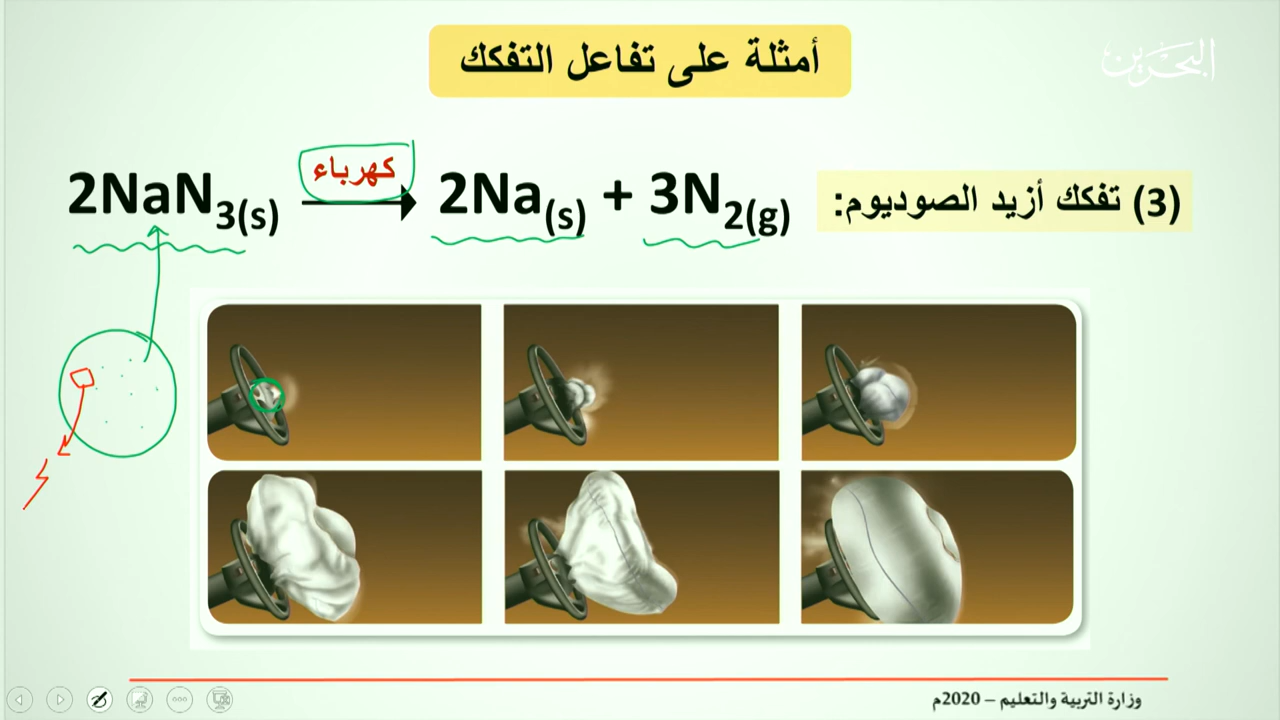 أمثلة على تفاعل التفكك
البحرين
(3) تفكك أزيد الصوديوم:
كهرباء
2NaN₃(s) → 2Na(s) + 3N₂(g)
وزارة التربية والتعليم – 2020م